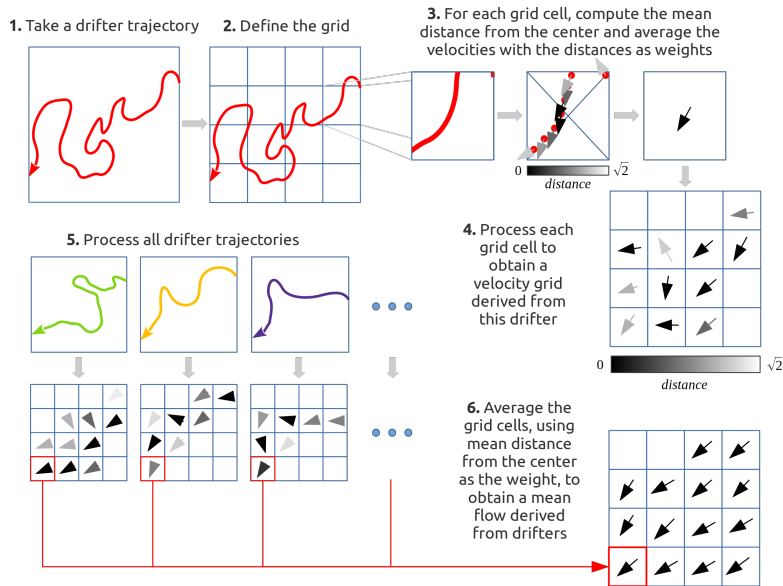 1. Take a drifter trajectory
2. Define the grid
3. For each grid cell, compute the mean
distance from the center and average the
velocities with the distances as weights
0
√2
distance
4. Process each
grid cell to
obtain a
velocity grid
derived from
this drifter
0
√2
distance
5. Process all drifter trajectories
6. Average the
grid cells, using
mean distance
from the center
as the weight, to
obtain a mean
flow derived
from drifters